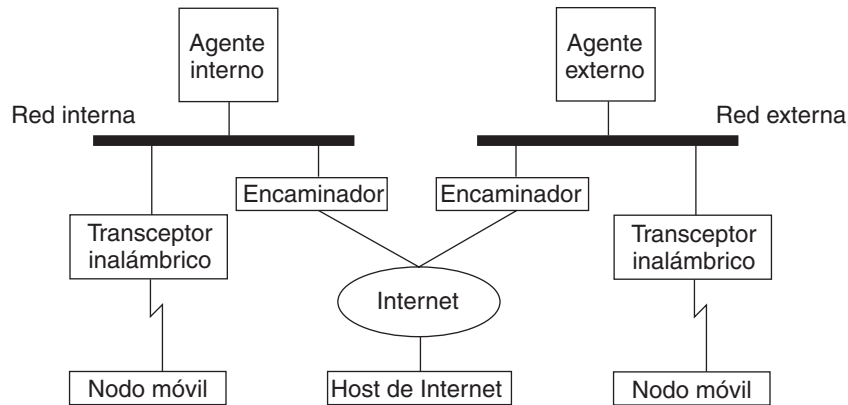 Agente
interno
Agente
externo
Red interna
Red externa
Encaminador
Encaminador
Transceptor
inalámbrico
Transceptor
inalámbrico
Internet
Nodo móvil
Host de Internet
Nodo móvil